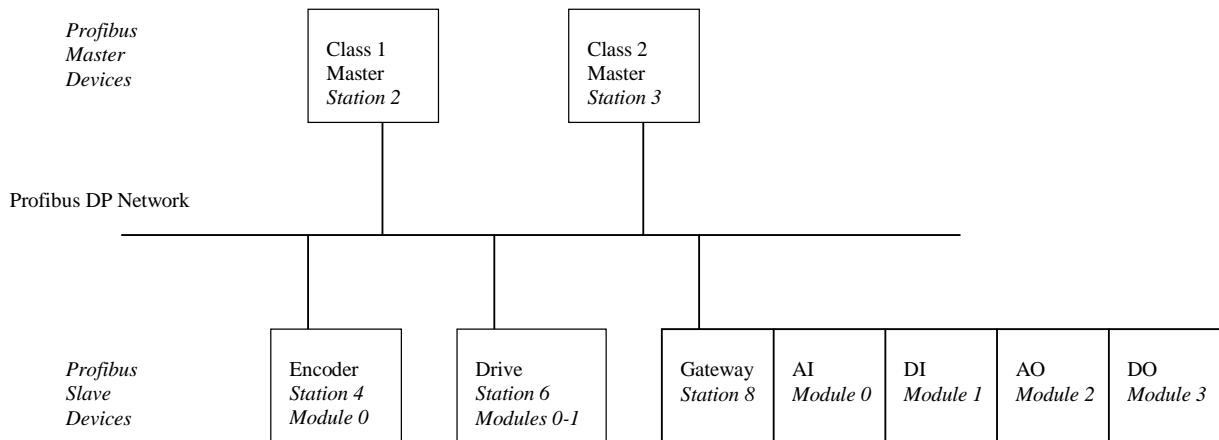 Profibus
Master
Devices
Class 1
Master
Station 2
Class 2
Master
Station 3
Profibus DP Network
Profibus
Slave
Devices
Encoder
Station 4
Module 0
Drive
Station 6
Modules 0-1
Gateway
Station 8
AI
Module 0
DI
Module 1
AO
Module 2
DO
Module 3